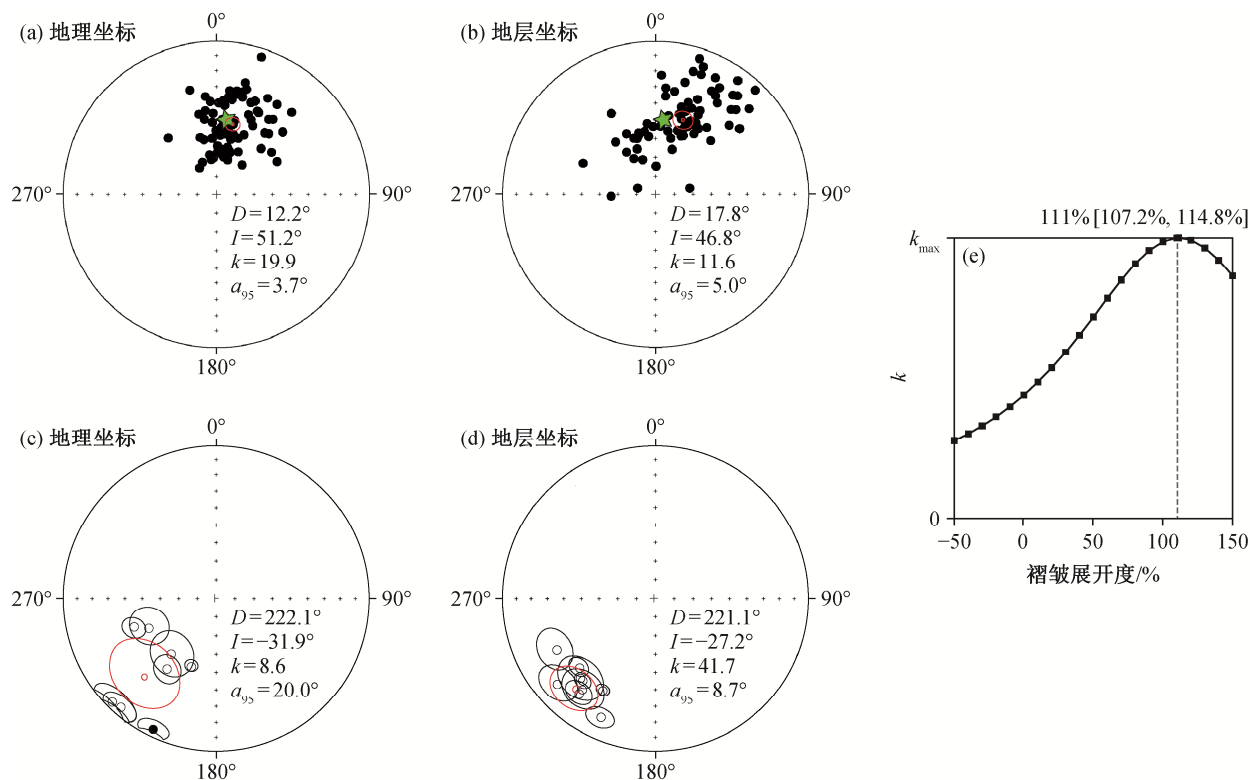 (a) 地理坐标
0°
270°
90°
D=12.2°
I=51.2°
k=19.9
a95=3.7°
180°
(b) 地层坐标
0°
270°
90°
D=17.8°
I=46.8°
k=11.6
a95=5.0°
180°
(c) 地理坐标
0°
270°
90°
D=222.1°
I=−31.9°
k=8.6
a95=20.0°
180°
(d) 地层坐标
0°
270°
90°
D=221.1°
I=−27.2°
k=41.7
a95=8.7°
180°
111% [107.2%, 114.8%]
kmax
(e)
k
0
−50 0 50 100 150
褶皱展开度/%